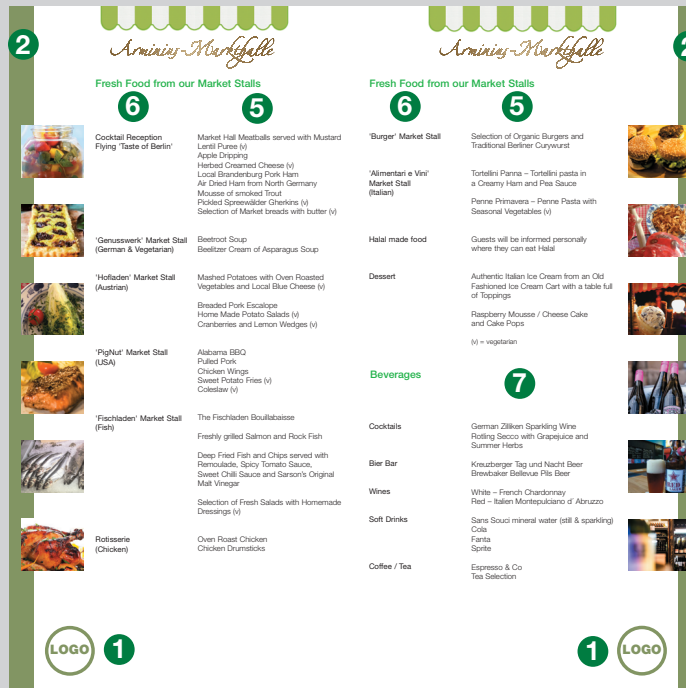 2
Arminius-Markthalle
Fresh Food from our Market Stalls
6
5
Cocktail Reception
Flying 'Taste of Berlin'
Market Hall Meatballs served with Mustard
Lentil Puree (v)
Apple Dripping
Herbed Creamed Cheese (v)
Local Brandenburg Pork Ham
Air Dried Ham from North Germany
Mousse of smoked Trout
Pickled Spreewälder Gherkins (v)
Selection of Market breads with butter (v)
'Genusswerk' Market Stall
(German & Vegetarian)
Beetroot Soup
Beelitzer Cream of Asparagus Soup
'Hofladen' Market Stall
(Austrian)
Mashed Potatoes with Oven Roasted
Vegetables and Local Blue Cheese (v)
Breaded Pork Escalope
Home Made Potato Salads (v)
Cranberries and Lemon Wedges (v)
'PigNut' Market Stall
(USA)
Alabama BBQ
Pulled Pork
Chicken Wings
Sweet Potato Fries (v)
Coleslaw (v)
'Fischladen' Market Stall
(Fish)
The Fischladen Bouillabaisse
Freshly grilled Salmon and Rock Fish
Deep Fried Fish and Chips served with
Remoulade, Spicy Tomato Sauce,
Sweet Chilli Sauce and Sarson's Original
Malt Vinegar
Selection of Fresh Salads with Homemade
Dressings (v)
Rotisserie
(Chicken)
Oven Roast Chicken
Chicken Drumsticks
LOGO
1
Arminius-Markthalle
2
Fresh Food from our Market Stalls
6
5
'Burger' Market Stall
Selection of Organic Burgers and
Traditional Berliner Currywurst
'Alimentari e Vini'
Market Stall
(Italian)
Tortellini Panna – Tortellini pasta in
a Creamy Ham and Pea Sauce
Penne Primavera – Penne Pasta with
Seasonal Vegetables (v)
Halal made food
Guests will be informed personally
where they can eat Halal
Dessert
Authentic Italian Ice Cream from an Old
Fashioned Ice Cream Cart with a table full
of Toppings
Raspberry Mousse / Cheese Cake
and Cake Pops
(v) = vegetarian
Beverages
7
Cocktails
German Zilliken Sparkling Wine
Rotling Secco with Grapejuice and
Summer Herbs
Bier Bar
Kreuzberger Tag und Nacht Beer
Brewbaker Bellevue Pils Beer
Wines
White – French Chardonnay
Red – Italien Montepulciano d´ Abruzzo
Soft Drinks
Sans Souci mineral water (still & sparkling)
Cola
Fanta
Sprite
Coffee / Tea
Espresso & Co
Tea Selection
1
LOGO